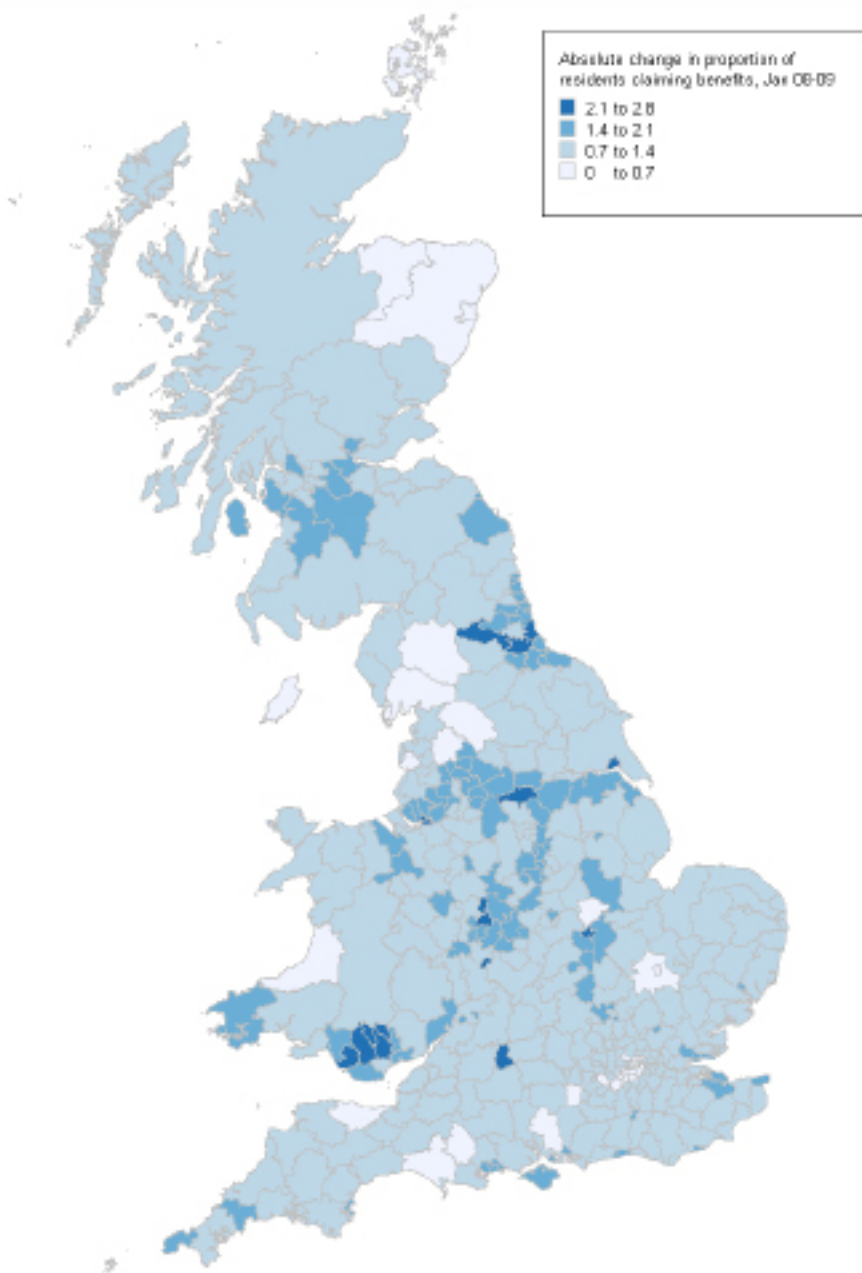 Absolute change in proportion of
residents claiming benefits, Jan 08-09
2.1 to 2.8
1.4 to 2.1
0.7 to 1.4
0 to 0.7